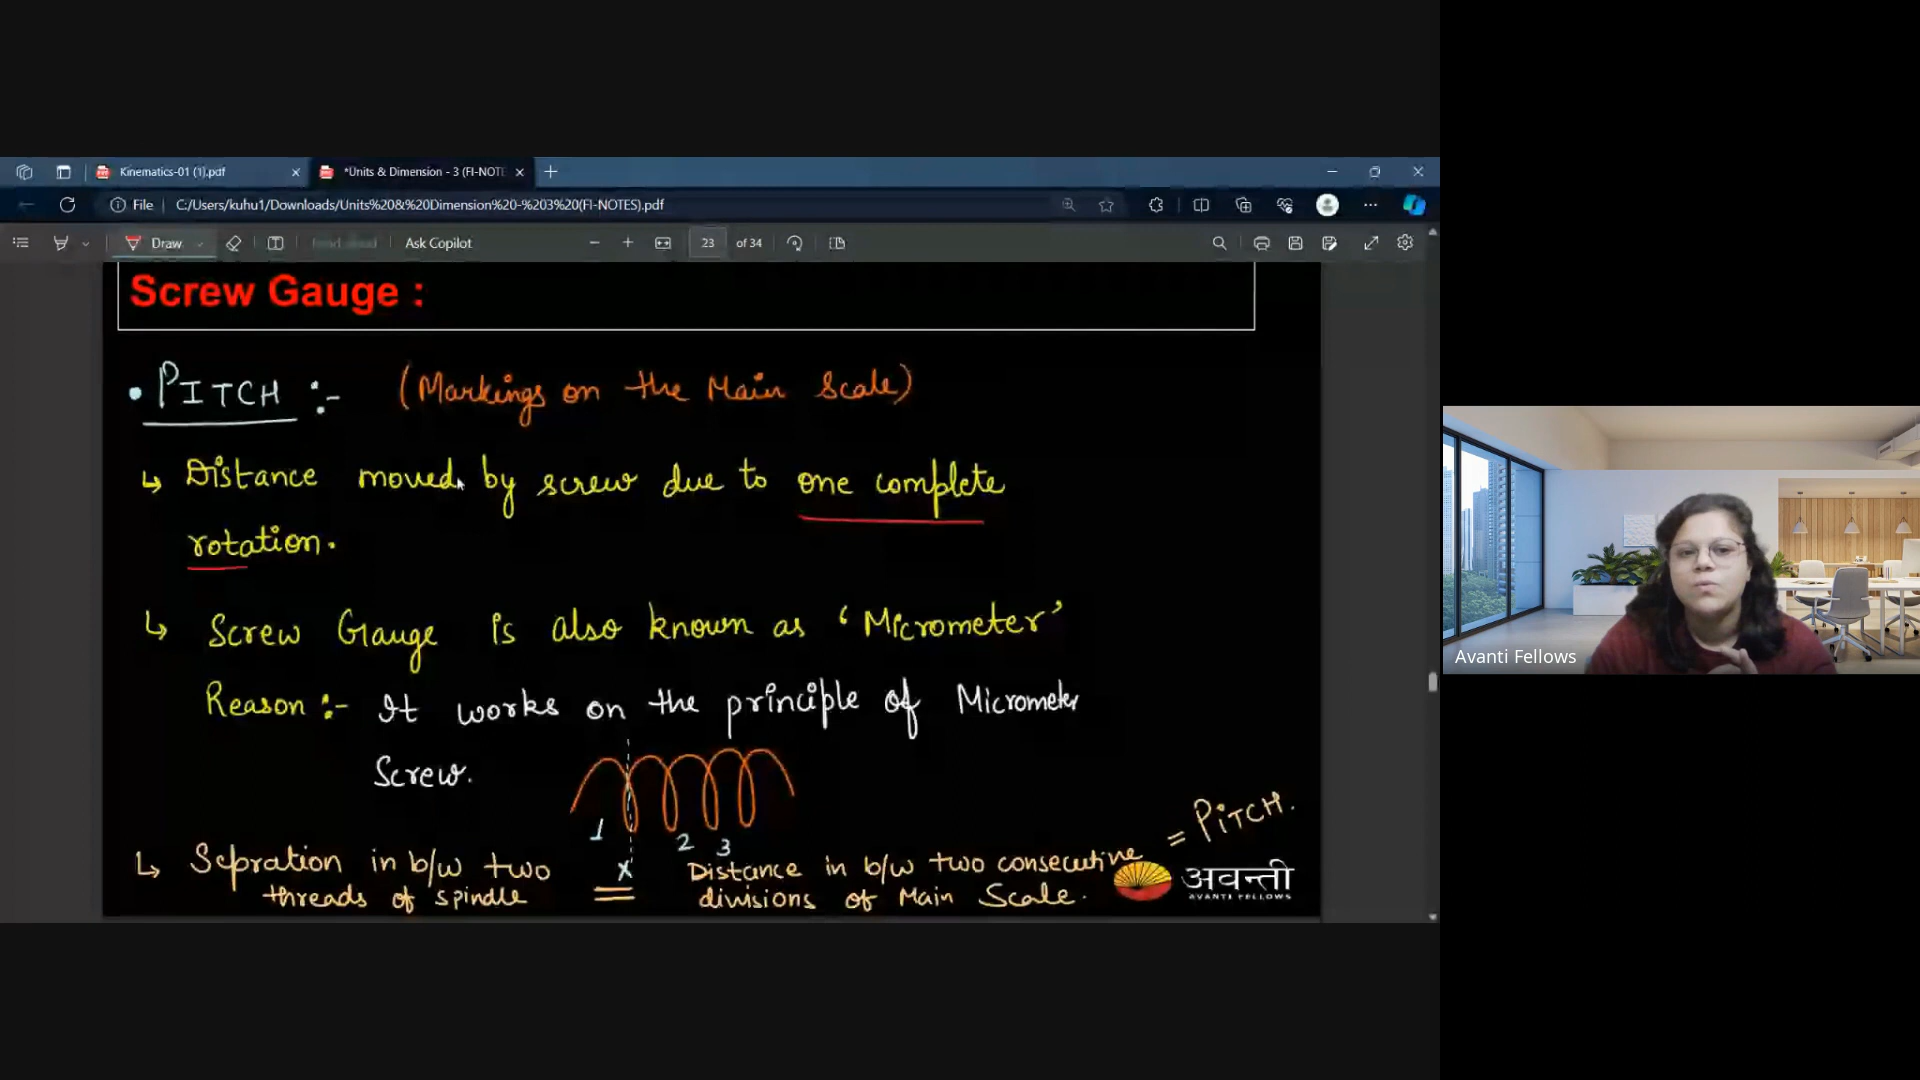 Kinematics-01 (1).pdf
*Units & Dimension - 3 (FI-NOTE
File
C:/Users/kuhu1/Downloads/Units%20&%20Dimension%20-%203%20(FI-NOTES).pdf
Draw
Ask Copilot
23
of 34
Screw Gauge :
• PITCH :- (Markings on the Main Scale)
↳ Distance moved by screw due to one complete
rotation.
↳ Screw Gauge is also known as ‘Micrometer’
Reason :- It works on the principle of Micrometer
Screw.
1 2 3
= PITCH.
↳ Sepration in b/w two
threads of spindle
x
Distance in b/w two consecutive
divisions of Main Scale.
अवन्ती
AVANTI FELLOWS
Avanti Fellows